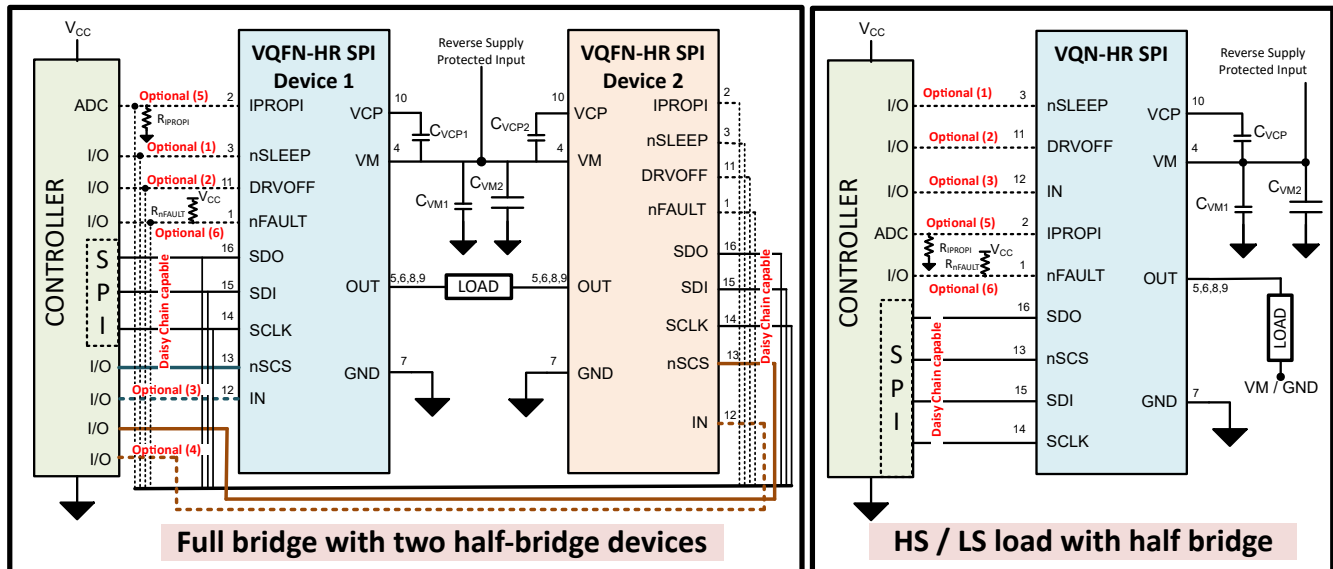 VCC
CONTROLLER
ADC
I/O
I/O
I/O
SPI
I/O
I/O
I/O
I/O
Optional (5)
RIPROPI
Optional (1)
Optional (2)
VCC
RnFAULT
Optional (6)
Daisy Chain capable
Optional (3)
Optional (4)
2
3
11
1
16
15
14
13
12
VQFN-HR SPI
Device 1
IPROPI
nSLEEP
DRVOFF
nFAULT
SDO
SDI
SCLK
nSCS
IN
VCP
VM
OUT
GND
10
4
5,6,8,9
7
Reverse Supply
Protected Input
CVCP1
CVCP2
CVM1
CVM2
LOAD
10
4
5,6,8,9
7
VQFN-HR SPI
Device 2
VCP
VM
OUT
GND
IPROPI
nSLEEP
DRVOFF
nFAULT
SDO
SDI
SCLK
nSCS
IN
2
3
11
1
16
15
14
13
12
Daisy Chain capable
Full bridge with two half-bridge devices
VCC
CONTROLLER
I/O
I/O
I/O
ADC
I/O
SPI
Optional (1)
Optional (2)
Optional (3)
Optional (5)
RIPROPI
VCC
RnFAULT
Optional (6)
Daisy Chain capable
3
11
12
2
1
16
13
15
14
VQN-HR SPI
nSLEEP
DRVOFF
IN
IPROPI
nFAULT
SDO
nSCS
SDI
SCLK
VCP
VM
OUT
GND
10
4
5,6,8,9
7
Reverse Supply
Protected Input
CVCP
CVM1
CVM2
LOAD
VM / GND
HS / LS load with half bridge